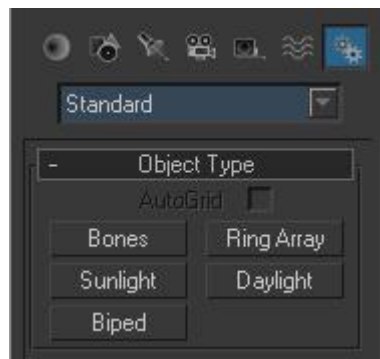 Standard
- Object Type
AutoGrid
Bones Ring Array
Sunlight Daylight
Biped